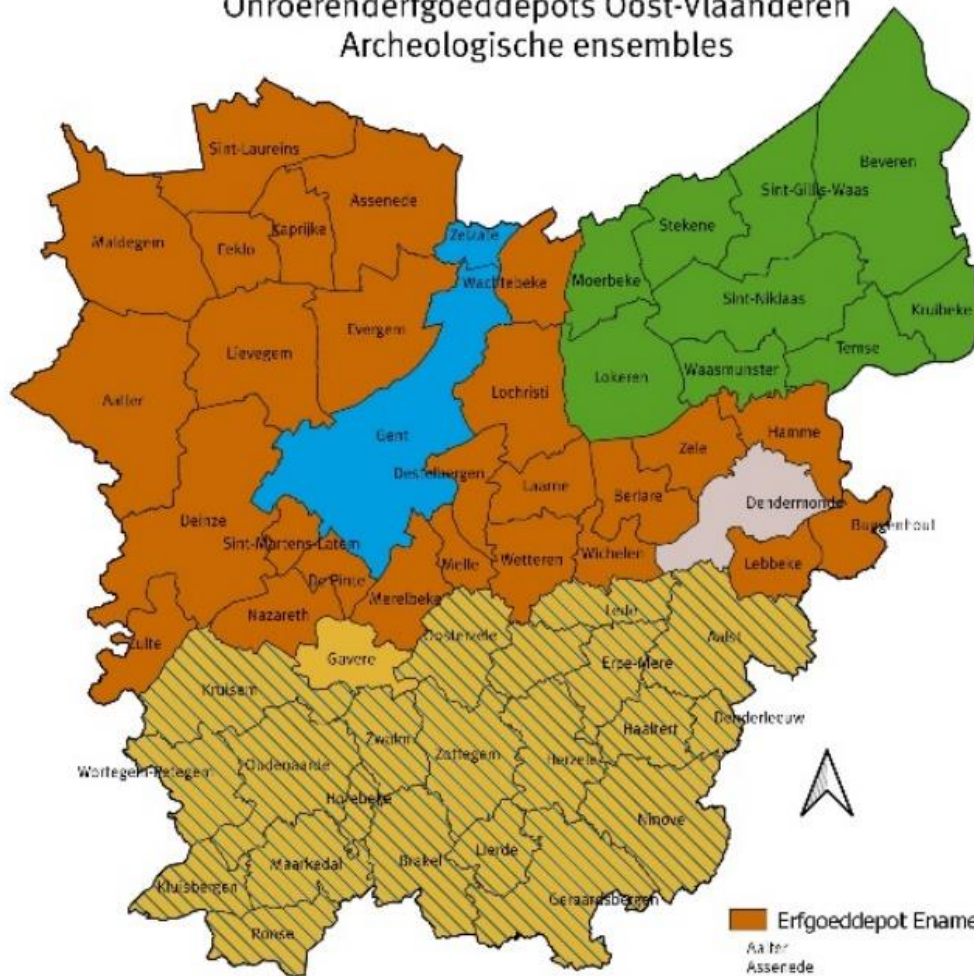 Onroerenderfgoeddepots Oost-Vlaanderen
Archeologische ensembles
Sint-Laureins
Beveren
Assenede
Sint-Gillis-Waas
Maldegem
Eeklo
Kaprijke
Zelzate
Stekene
Wachtebeke
Moerbeke
Sint-Niklaas
Kruibeke
Evergem
Lievegem
Temse
Waasmunster
Lokeren
Aalter
Lochristi
Gent
Hamme
Zele
Destelbergen
Laarne
Berlare
Dendermonde
Deinze
Buggenhout
Sint-Martens-Latem
Wichelen
Wetteren
Melle
Lebbeke
De Pinte
Merelbeke
Nazareth
Lede
Zulte
Oosterzele
Aalst
Gavere
Erpe-Mere
Kruisem
Denderleeuw
Haaltert
Zwalm
Zottegem
Herzele
Oudenaarde
Wortegem-Petegem
Horebeke
Ninove
Lierde
Brakel
Maarkedal
Kluisbergen
Geraardsbergen
Ronse
Erfgoeddepot Ename
Aalter
Assenede